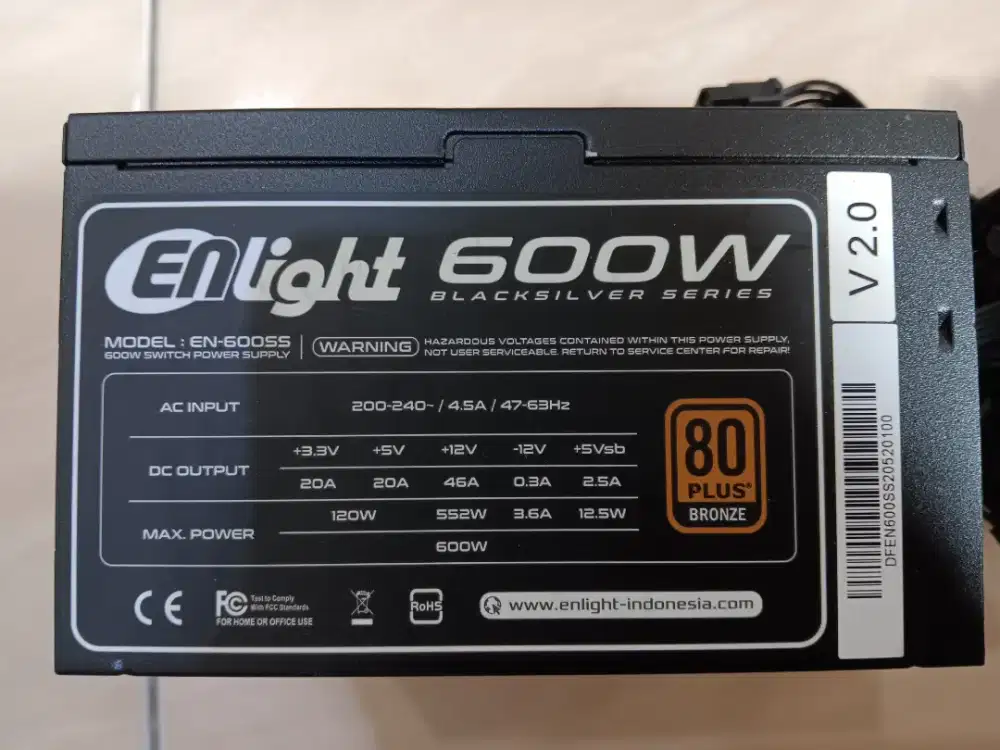 ENlight 600W
BLACKSILVER SERIES
V 2.0
MODEL : EN-600SS
600W SWITCH POWER SUPPLY
WARNING
HAZARDOUS VOLTAGES CONTAINED WITHIN THIS POWER SUPPLY,
NOT USER SERVICEABLE. RETURN TO SERVICE CENTER FOR REPAIR!
AC INPUT 200-240~ / 4.5A / 47-63Hz
DC OUTPUT
+3.3V +5V +12V -12V +5Vsb
20A 20A 46A 0.3A 2.5A
MAX. POWER
120W 552W 3.6A 12.5W
600W
80
PLUS®
BRONZE
DFEN600SS20520100
CE
FC
Test to Comply
With FCC Standards
FOR HOME OR OFFICE USE
RoHS
www.enlight-indonesia.com